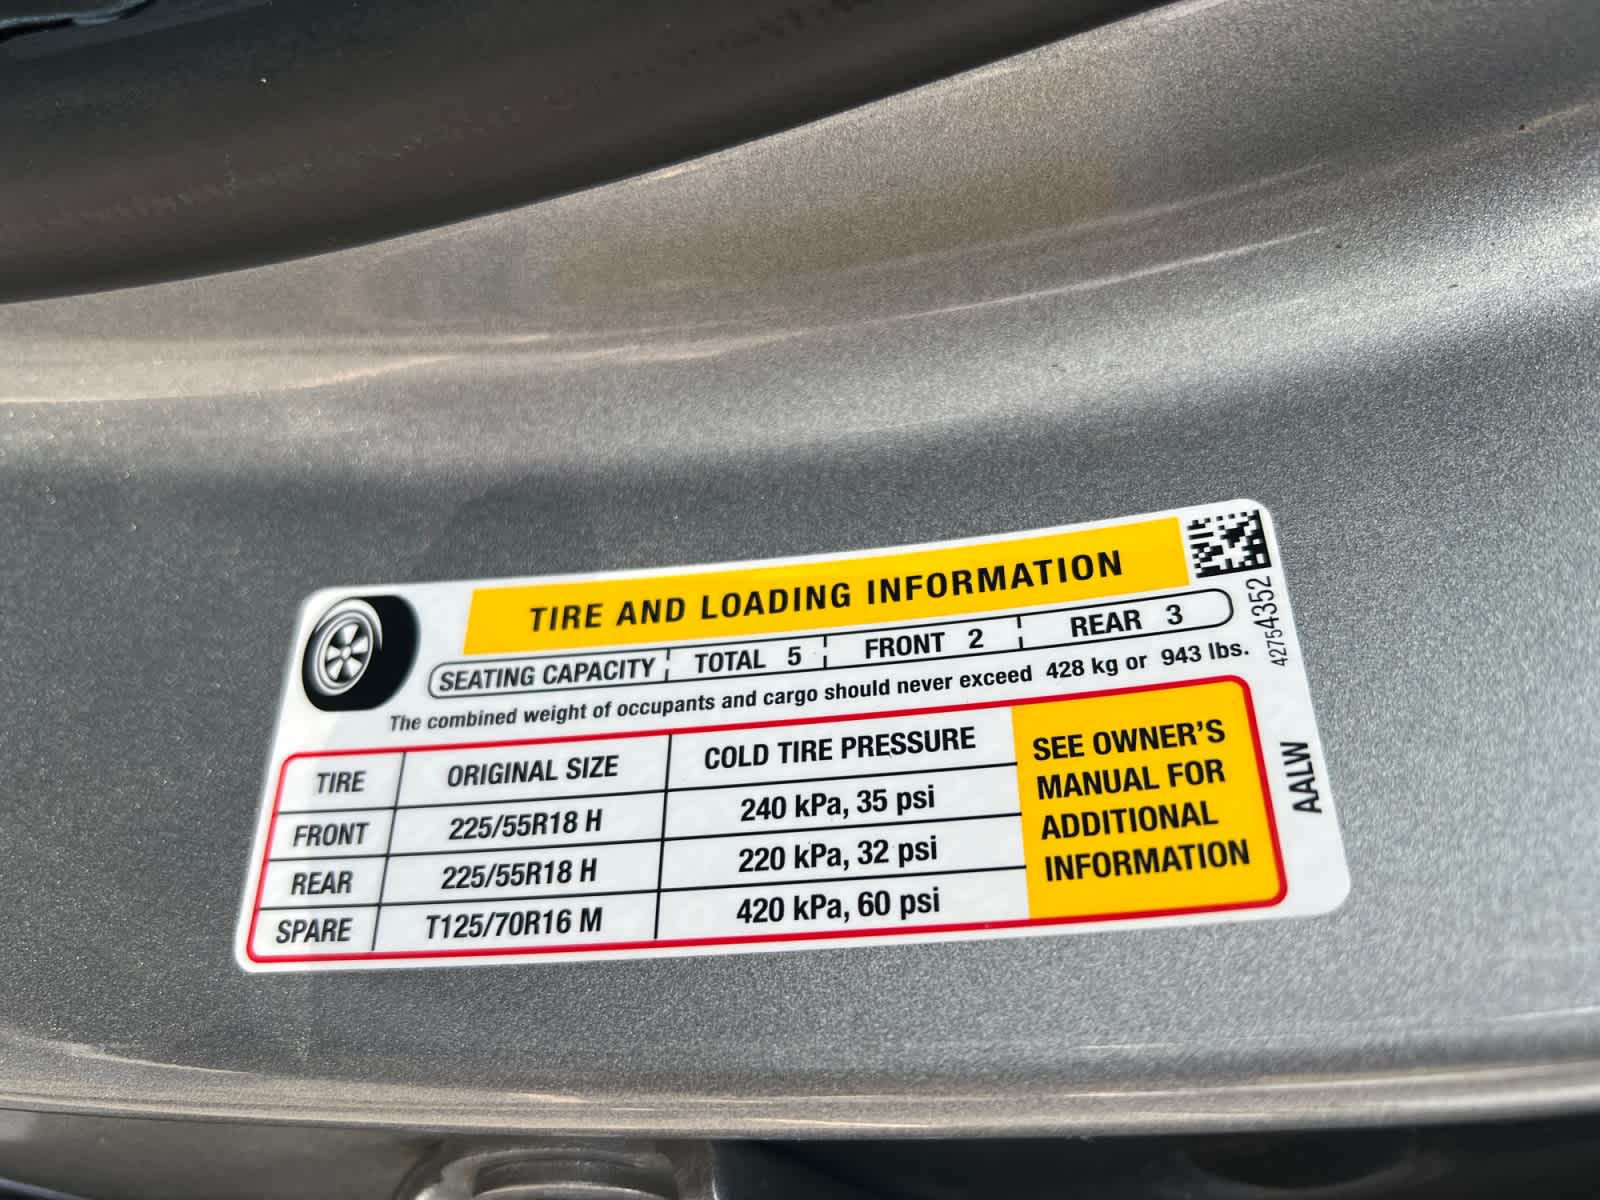 TIRE AND LOADING INFORMATION
SEATING CAPACITY TOTAL 5 FRONT 2 REAR 3
The combined weight of occupants and cargo should never exceed 428 kg or 943 lbs.
TIRE ORIGINAL SIZE COLD TIRE PRESSURE
FRONT 225/55R18 H 240 kPa, 35 psi
REAR 225/55R18 H 220 kPa, 32 psi
SPARE T125/70R16 M 420 kPa, 60 psi
SEE OWNER'S
MANUAL FOR
ADDITIONAL
INFORMATION
42754352
AALW